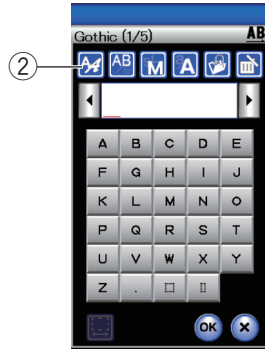 Gothic (1/5) AB
2 AB M A
A B C D E
F G H I J
K L M N O
P Q R S T
U V W X Y
Z .
OK X